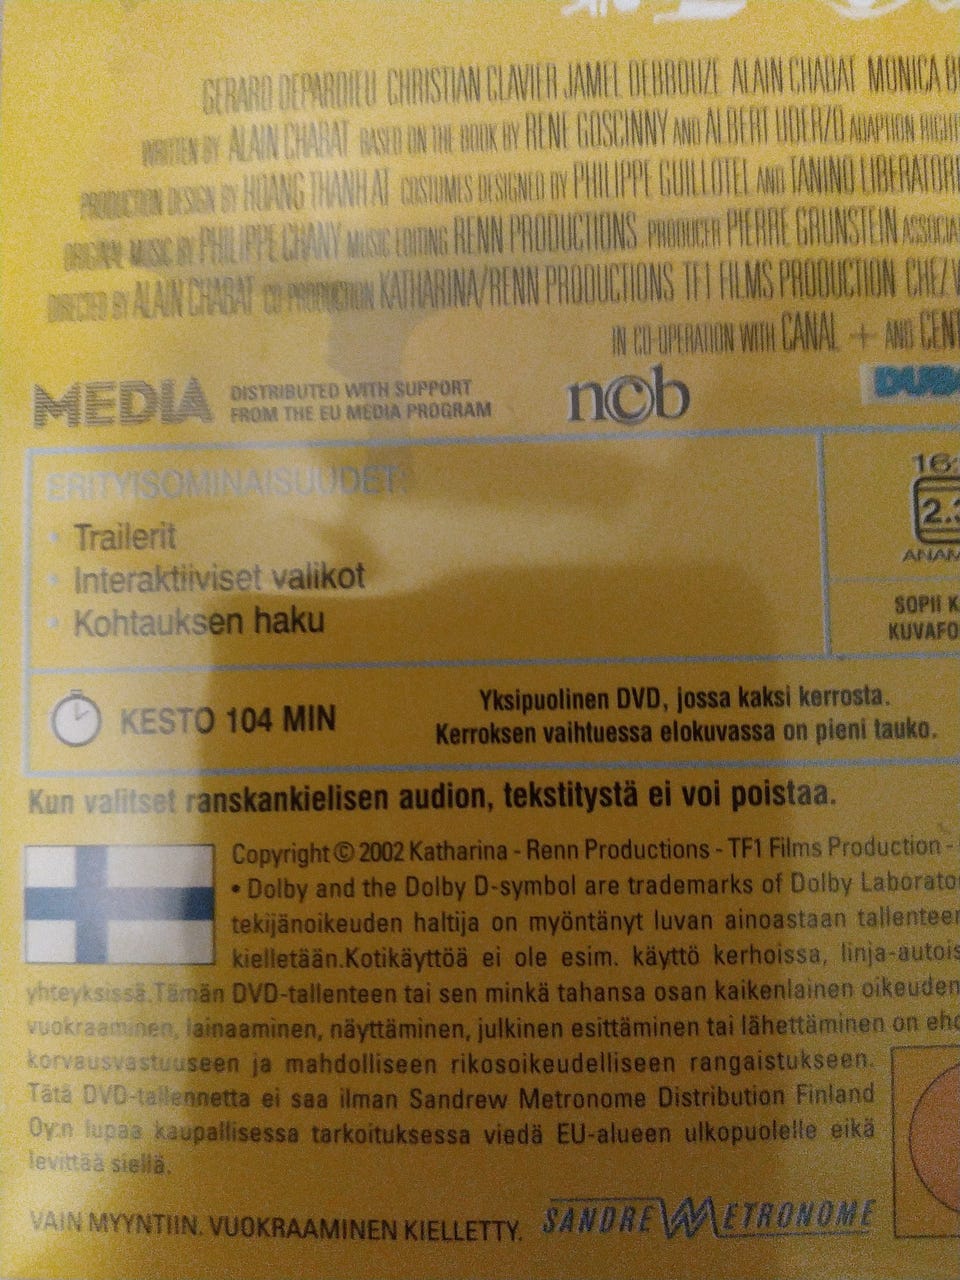 GERARD DEPARDIEU CHRISTIAN CLAVIER JAMEL DEBBOUZE ALAIN CHABAT MONICA
WRITTEN BY ALAIN CHABAT BASED ON THE BOOK BY RENE GOSCINNY AND ALBERT UDERZO ADAPTION
PRODUCTION DESIGN BY HOANG THANH AT COSTUMES DESIGNED BY PHILIPPE GUILLOTEL AND TANINO LIBERATORE
ORIGINAL MUSIC BY PHILIPPE CHANY MUSIC EDITING RENN PRODUCTIONS PRODUCER PIERRE GRUNSTEIN
DIRECTED BY ALAIN CHABAT CO-PRODUCTION KATHARINA/RENN PRODUCTIONS TF1 FILMS PRODUCTION
IN CO-OPERATION WITH CANAL + AND
MEDIA DISTRIBUTED WITH SUPPORT
FROM THE EU MEDIA PROGRAM
ncb
ERITYISOMINAISUUDET:
• Trailerit
• Interaktiiviset valikot
• Kohtauksen haku
SOPII
KESTO 104 MIN
Yksipuolinen DVD, jossa kaksi kerrosta.
Kerroksen vaihtuessa elokuvassa on pieni tauko.
Kun valitset ranskankielisen audion, tekstitystä ei voi poistaa.
Copyright © 2002 Katharina - Renn Productions - TF1 Films Production -
• Dolby and the Dolby D-symbol are trademarks of Dolby
tekijänoikeuden haltija on myöntänyt luvan ainoastaan
kielletään.Kotikäyttöä ei ole esim. käyttö kerhoissa,
yhteyksissä.Tämän DVD-tallenteen tai sen minkä tahansa osan kaikenlainen
vuokraaminen, lainaaminen, näyttäminen, julkinen esittäminen tai lähettäminen on
korvausvastuuseen ja mahdolliseen rikosoikeudelliseen rangaistukseen.
Tätä DVD-tallennetta ei saa ilman Sandrew Metronome Distribution Finland
Oy:n lupaa kaupallisessa tarkoituksessa viedä EU-alueen ulkopuolelle eikä
levittää siellä.
VAIN MYYNTIIN. VUOKRAAMINEN KIELLETTY.
SANDREW METRONOME